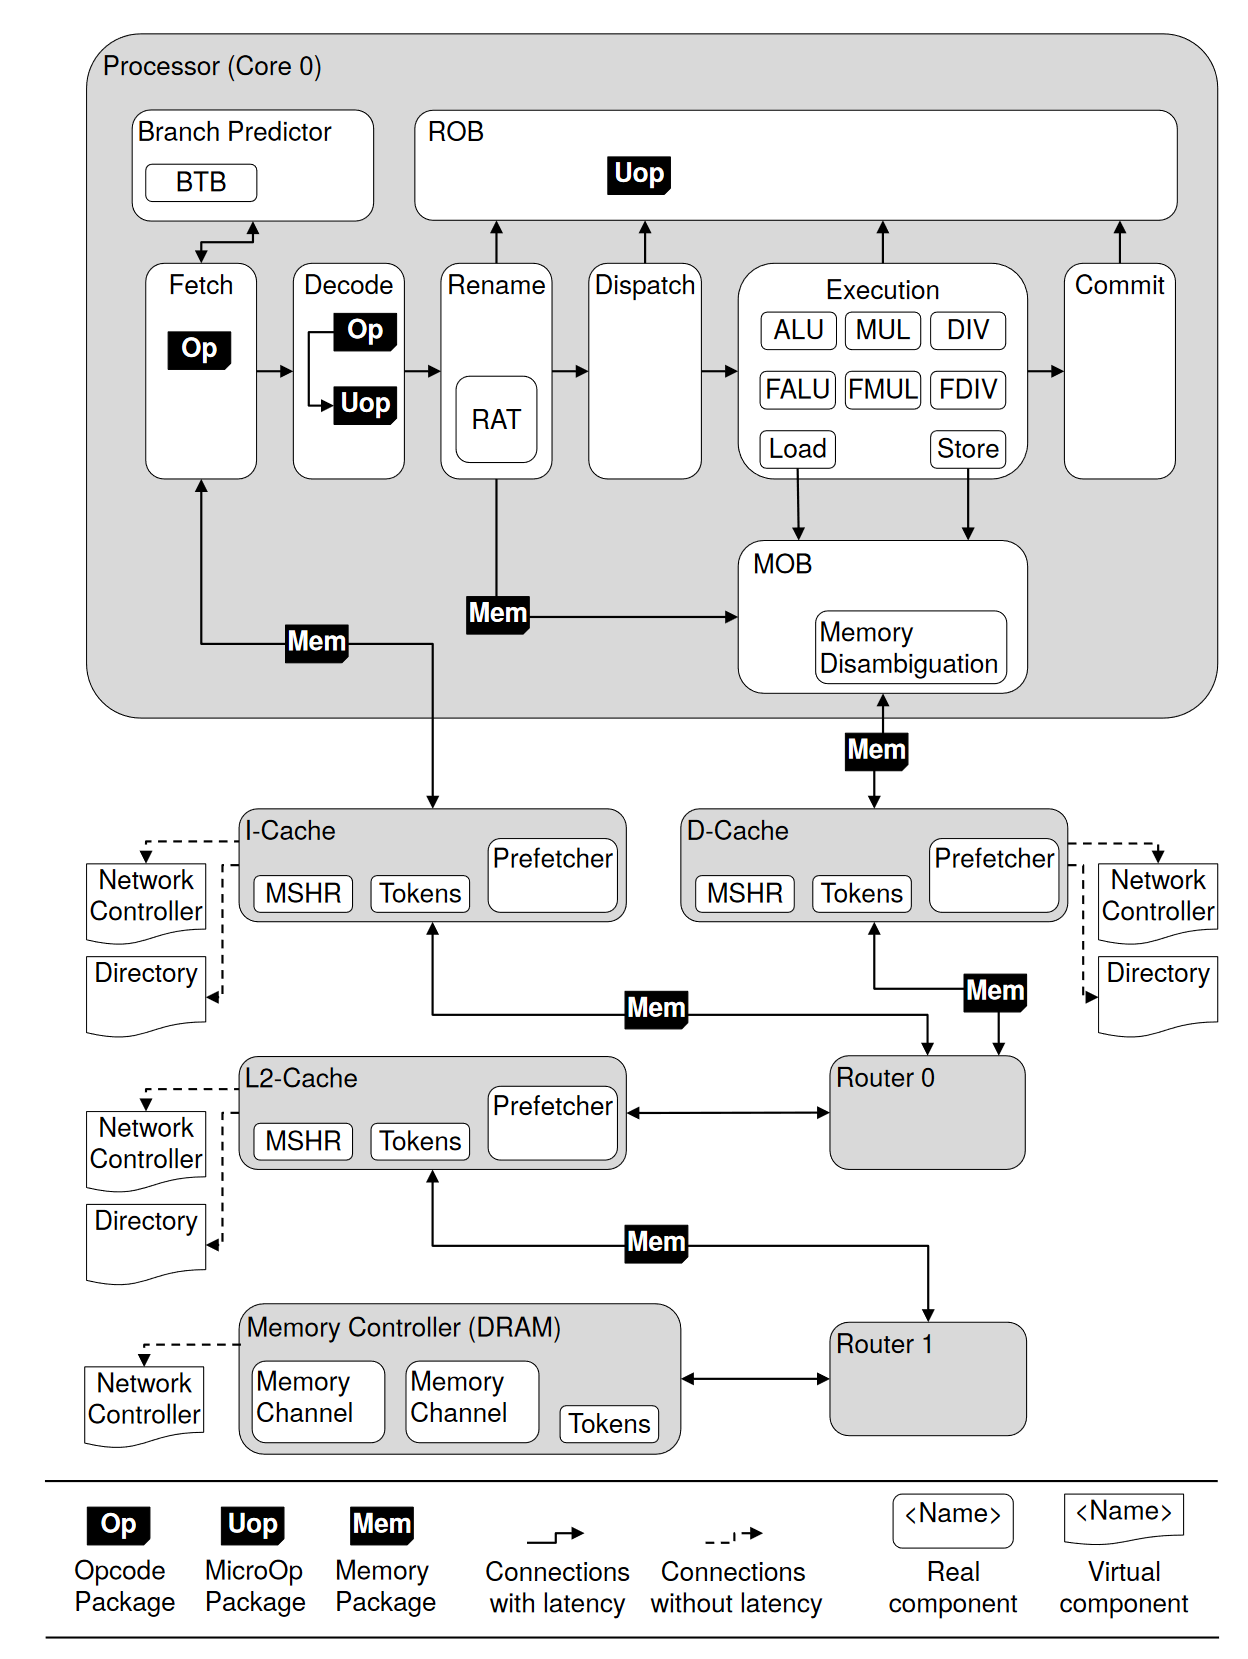 Processor (Core 0)
Branch Predictor
BTB
ROB
Uop
Fetch
Op
Decode
Op
Uop
Rename
RAT
Dispatch
Execution
ALU
MUL
DIV
FALU
FMUL
FDIV
Load
Store
Commit
MOB
Memory
Disambiguation
Mem
Mem
Mem
I-Cache
Prefetcher
MSHR
Tokens
Network
Controller
Directory
D-Cache
Prefetcher
MSHR
Tokens
Network
Controller
Directory
Mem
Mem
L2-Cache
Prefetcher
MSHR
Tokens
Network
Controller
Directory
Router 0
Mem
Memory Controller (DRAM)
Memory
Channel
Memory
Channel
Tokens
Network
Controller
Router 1
Op
Opcode
Package
Uop
MicroOp
Package
Mem
Memory
Package
Connections
with latency
Connections
without latency
<Name>
Real
component
<Name>
Virtual
component